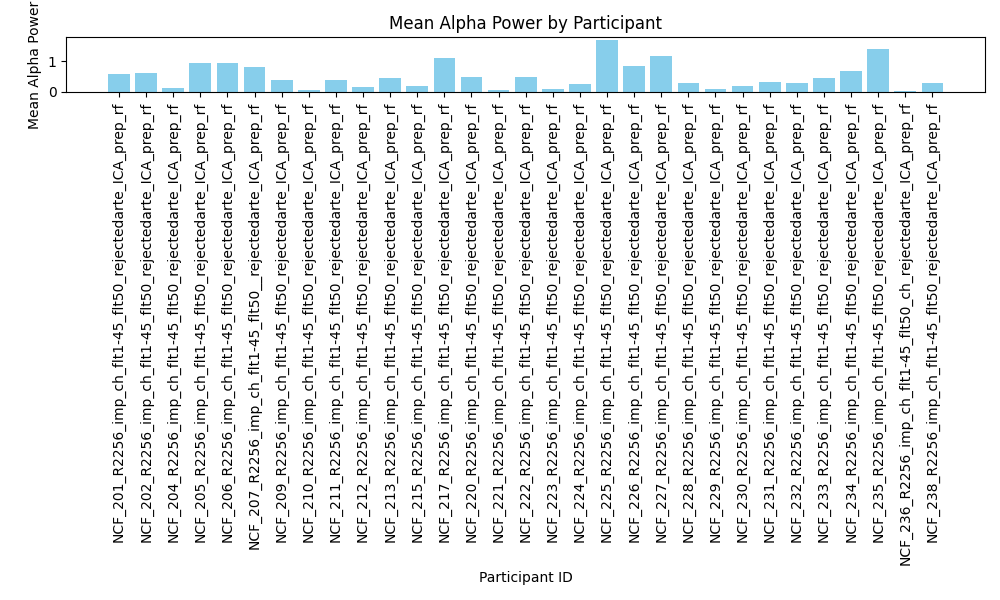 Mean Alpha Power by Participant
Mean Alpha Power
1
0
NCF_201_R2256_imp_ch_flt1-45_flt50_rejectedarte_ICA_prep_rf
NCF_202_R2256_imp_ch_flt1-45_flt50_rejectedarte_ICA_prep_rf
NCF_204_R2256_imp_ch_flt1-45_flt50_rejectedarte_ICA_prep_rf
NCF_205_R2256_imp_ch_flt1-45_flt50_rejectedarte_ICA_prep_rf
NCF_206_R2256_imp_ch_flt1-45_flt50_rejectedarte_ICA_prep_rf
NCF_207_R2256_imp_ch_flt1-45_flt50__rejectedarte_ICA_prep_rf
NCF_209_R2256_imp_ch_flt1-45_flt50_rejectedarte_ICA_prep_rf
NCF_210_R2256_imp_ch_flt1-45_flt50_rejectedarte_ICA_prep_rf
NCF_211_R2256_imp_ch_flt1-45_flt50_rejectedarte_ICA_prep_rf
NCF_212_R2256_imp_ch_flt1-45_flt50_rejectedarte_ICA_prep_rf
NCF_213_R2256_imp_ch_flt1-45_flt50_rejectedarte_ICA_prep_rf
NCF_215_R2256_imp_ch_flt1-45_flt50_rejectedarte_ICA_prep_rf
NCF_217_R2256_imp_ch_flt1-45_flt50_rejectedarte_ICA_prep_rf
NCF_220_R2256_imp_ch_flt1-45_flt50_rejectedarte_ICA_prep_rf
NCF_221_R2256_imp_ch_flt1-45_flt50_rejectedarte_ICA_prep_rf
NCF_222_R2256_imp_ch_flt1-45_flt50_rejectedarte_ICA_prep_rf
NCF_223_R2256_imp_ch_flt1-45_flt50_rejectedarte_ICA_prep_rf
NCF_224_R2256_imp_ch_flt1-45_flt50_rejectedarte_ICA_prep_rf
NCF_225_R2256_imp_ch_flt1-45_flt50_rejectedarte_ICA_prep_rf
NCF_226_R2256_imp_ch_flt1-45_flt50_rejectedarte_ICA_prep_rf
NCF_227_R2256_imp_ch_flt1-45_flt50_rejectedarte_ICA_prep_rf
NCF_228_R2256_imp_ch_flt1-45_flt50_rejectedarte_ICA_prep_rf
NCF_229_R2256_imp_ch_flt1-45_flt50_rejectedarte_ICA_prep_rf
NCF_230_R2256_imp_ch_flt1-45_flt50_rejectedarte_ICA_prep_rf
NCF_231_R2256_imp_ch_flt1-45_flt50_rejectedarte_ICA_prep_rf
NCF_232_R2256_imp_ch_flt1-45_flt50_rejectedarte_ICA_prep_rf
NCF_233_R2256_imp_ch_flt1-45_flt50_rejectedarte_ICA_prep_rf
NCF_234_R2256_imp_ch_flt1-45_flt50_rejectedarte_ICA_prep_rf
NCF_235_R2256_imp_ch_flt1-45_flt50_rejectedarte_ICA_prep_rf
NCF_236_R2256_imp_ch_flt1-45_flt50_ch_rejectedarte_ICA_prep_rf
NCF_238_R2256_imp_ch_flt1-45_flt50_rejectedarte_ICA_prep_rf
Participant ID